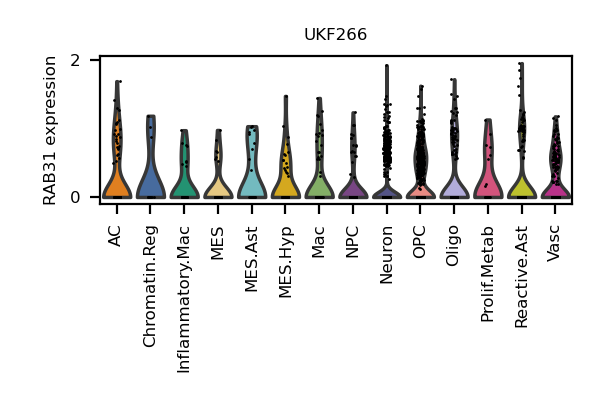 UKF266
RAB31 expression
2
0
AC
Chromatin.Reg
Inflammatory.Mac
MES
MES.Ast
MES.Hyp
Mac
NPC
Neuron
OPC
Oligo
Prolif.Metab
Reactive.Ast
Vasc